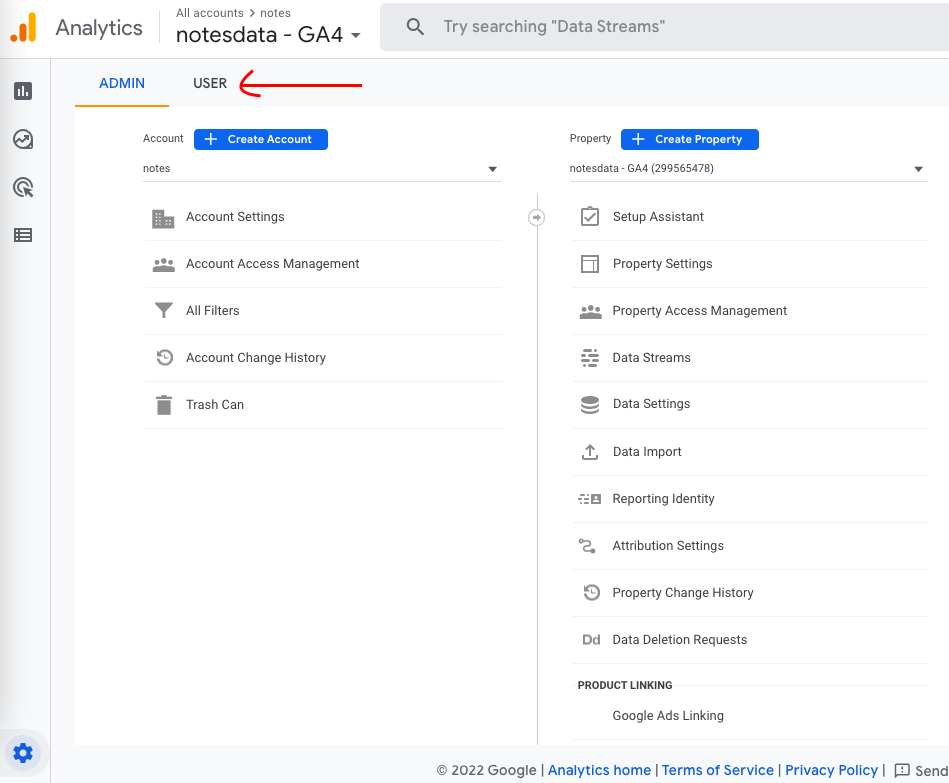 Analytics
All accounts > notes
notesdata - GA4
Try searching "Data Streams"
ADMIN
USER
Account
+ Create Account
notes
Account Settings
Account Access Management
All Filters
Account Change History
Trash Can
Property
+ Create Property
notesdata - GA4 (299565478)
Setup Assistant
Property Settings
Property Access Management
Data Streams
Data Settings
Data Import
Reporting Identity
Attribution Settings
Property Change History
Dd Data Deletion Requests
PRODUCT LINKING
Google Ads Linking
© 2022 Google | Analytics home | Terms of Service | Privacy Policy | Send